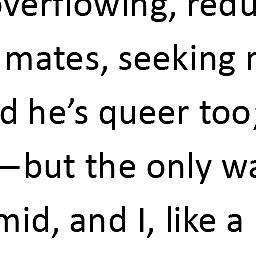 overflowing, redu
mates, seeking
d he’s queer too;
—but the only wa
mid, and I, like a